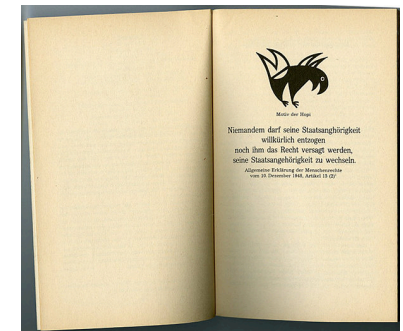 Motiv der Hopi
Niemandem darf seine Staatsanghörigkeit
willkürlich entzogen
noch ihm das Recht versagt werden,
seine Staatsangehörigkeit zu wechseln.
Allgemeine Erklärung der Menschenrechte
vom 10. Dezember 1948, Artikel 15 (2)